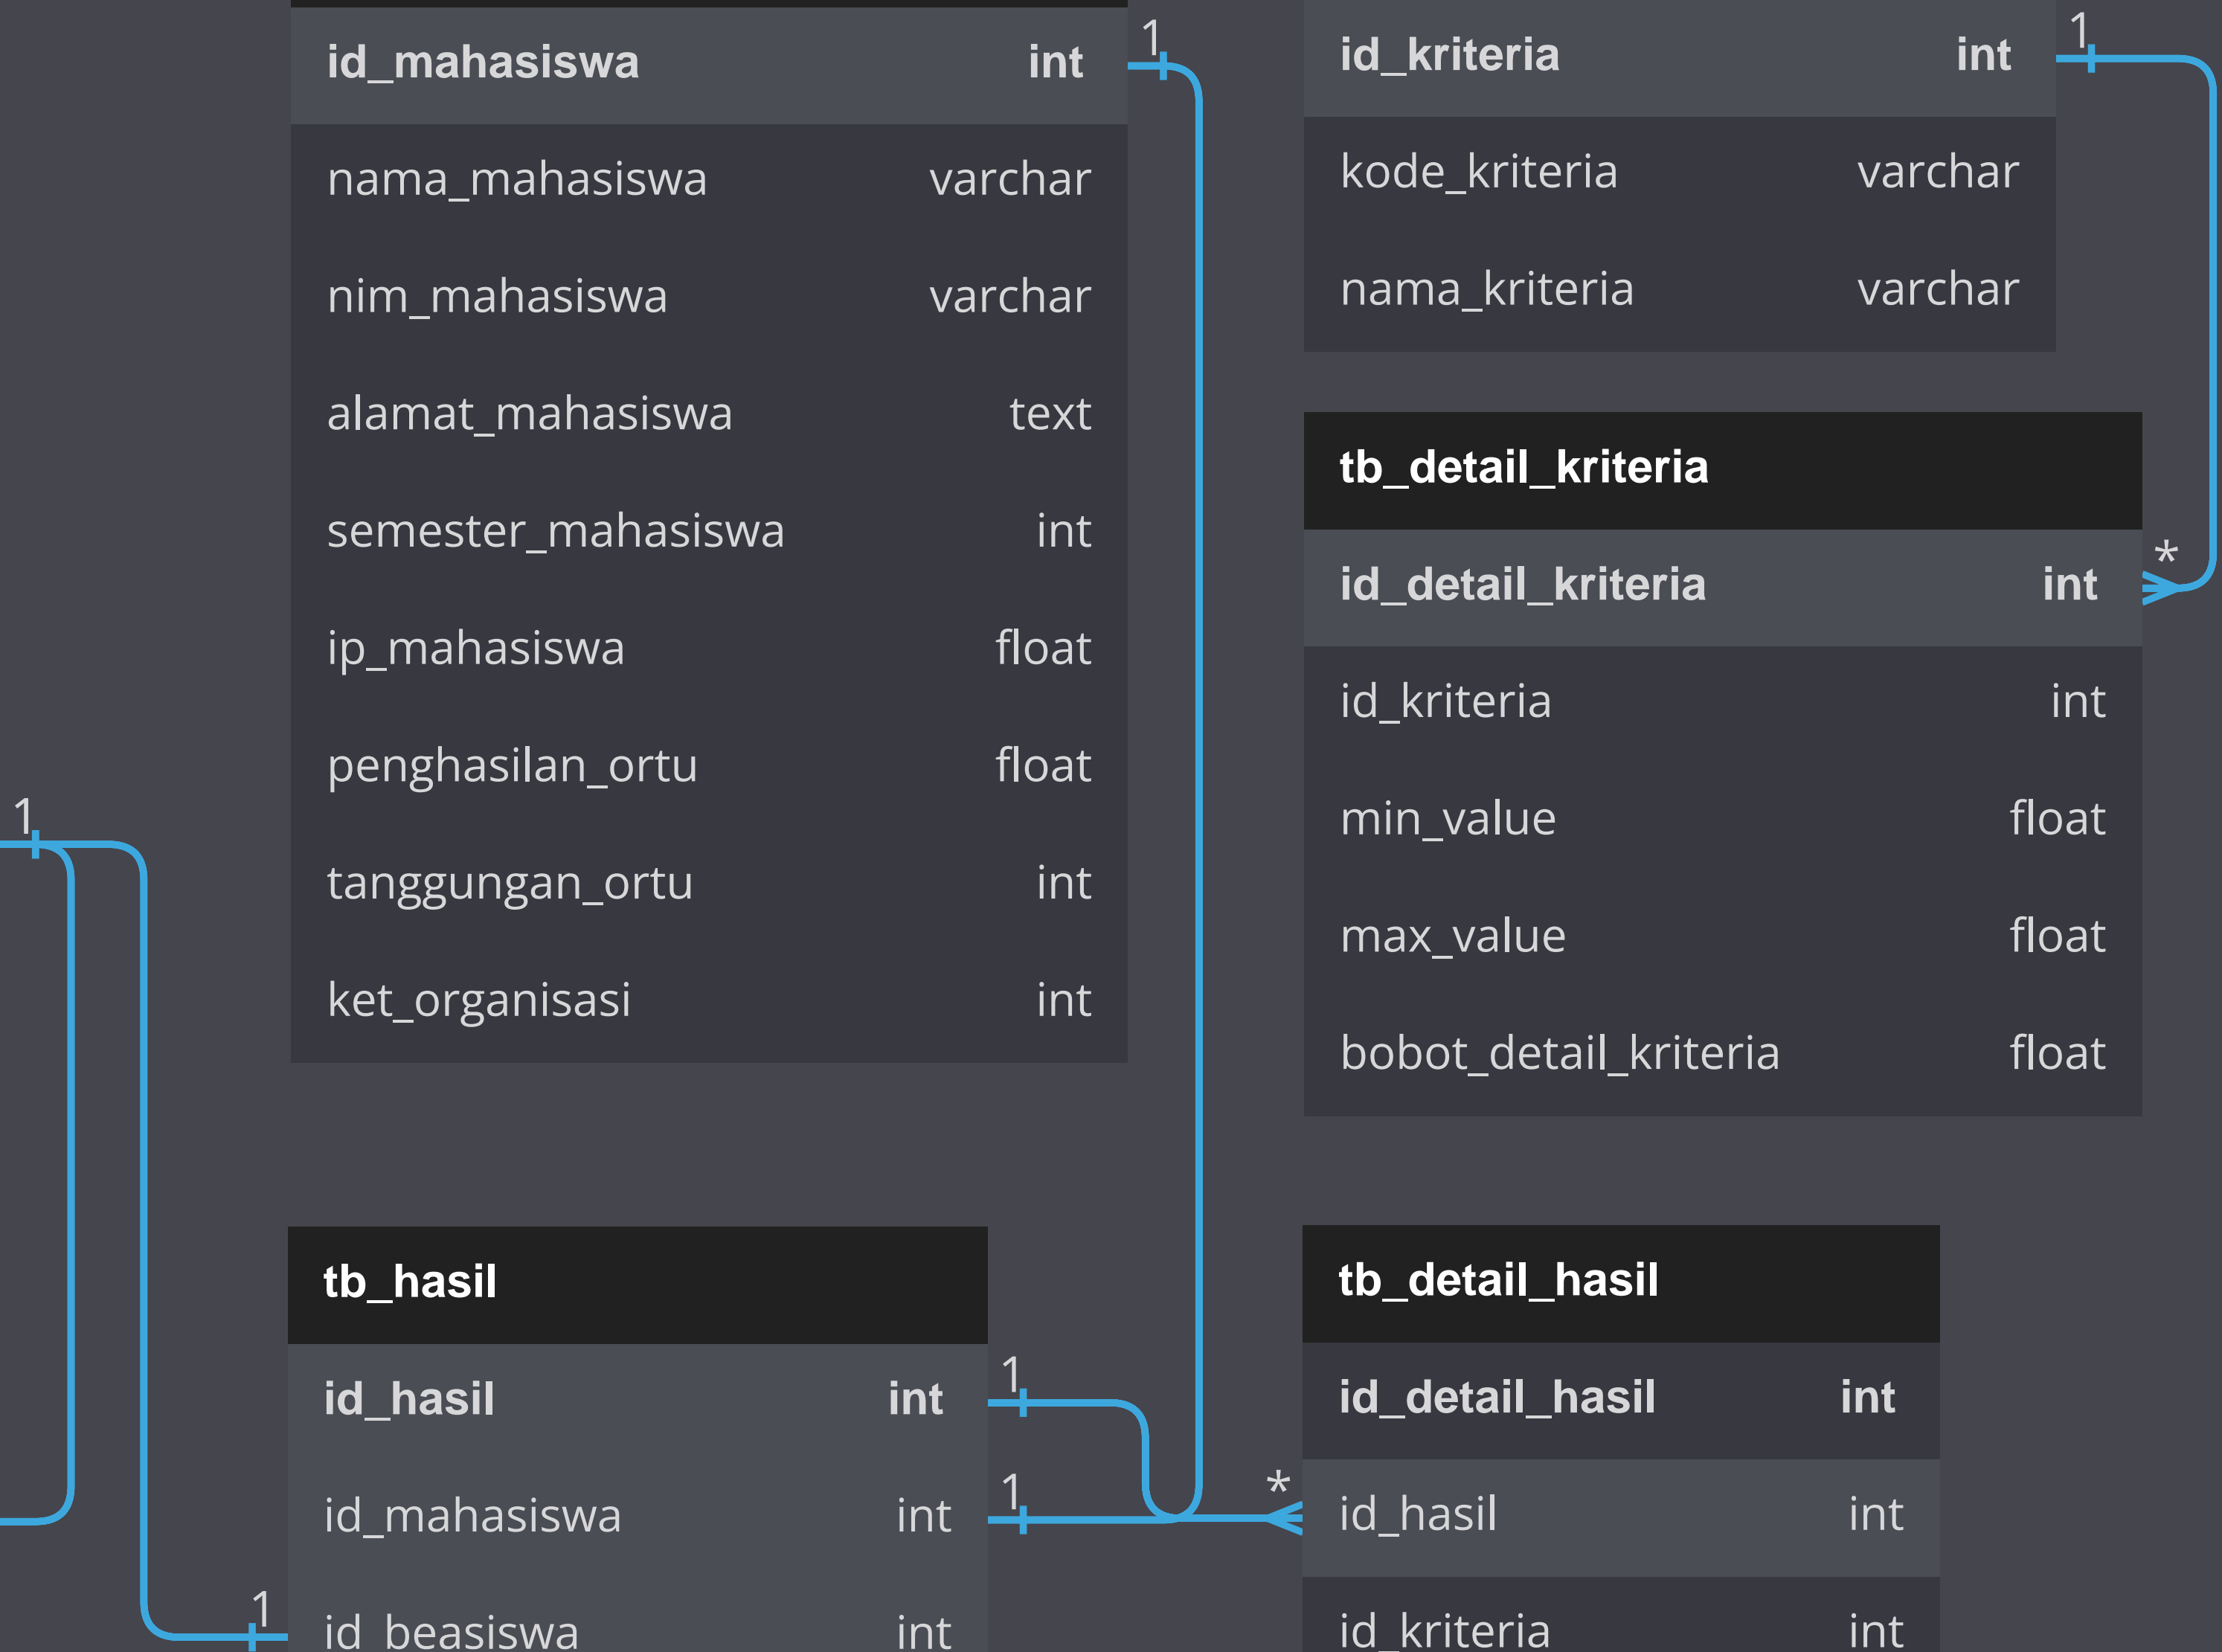 1
id_mahasiswa int
nama_mahasiswa varchar
nim_mahasiswa varchar
alamat_mahasiswa text
semester_mahasiswa int
ip_mahasiswa float
penghasilan_ortu float
tanggungan_ortu int
ket_organisasi int
1
id_kriteria int
kode_kriteria varchar
nama_kriteria varchar
tb_detail_kriteria
*
id_detail_kriteria int
id_kriteria int
min_value float
max_value float
bobot_detail_kriteria float
1
tb_hasil
1
id_hasil int
1
id_mahasiswa int
1
id_beasiswa int
tb_detail_hasil
id_detail_hasil int
*
id_hasil int
id_kriteria int